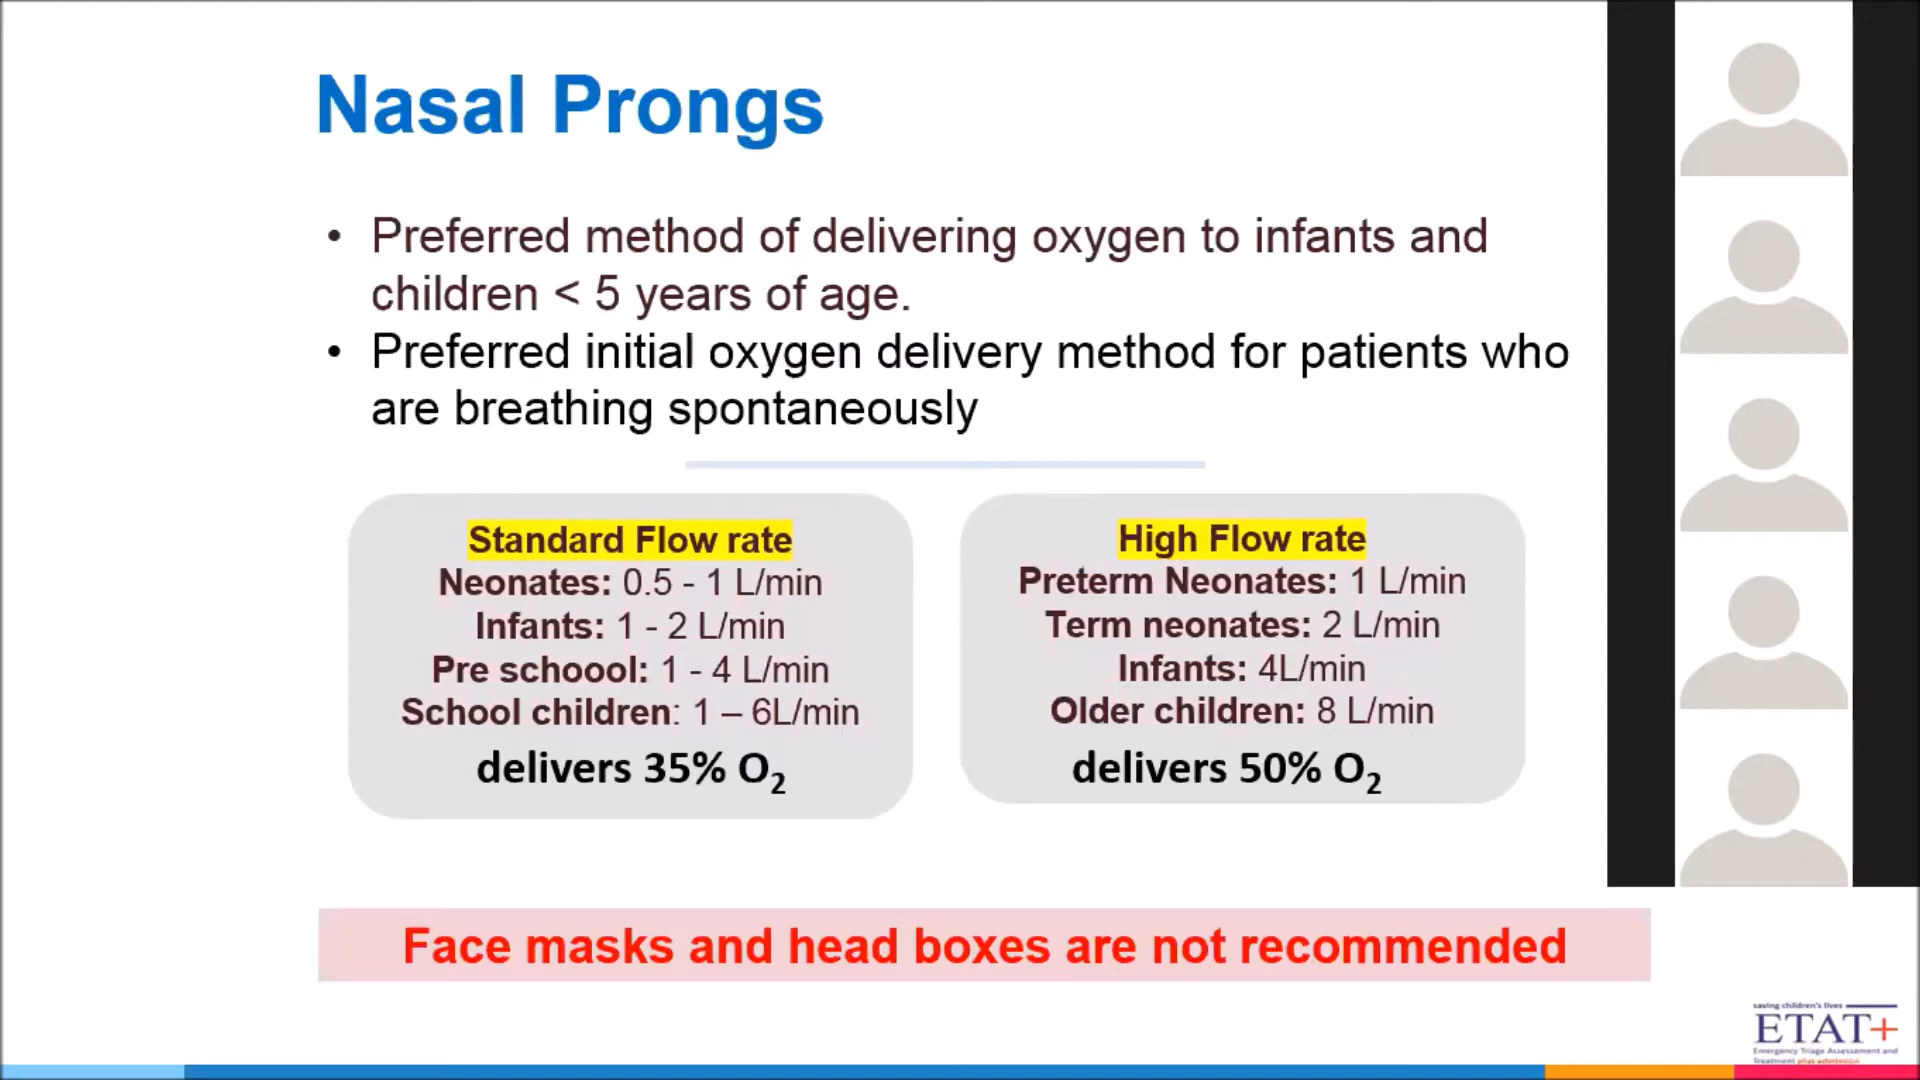 Nasal Prongs
• Preferred method of delivering oxygen to infants and
children < 5 years of age.
• Preferred initial oxygen delivery method for patients who
are breathing spontaneously
Standard Flow rate
Neonates: 0.5 - 1 L/min
Infants: 1 - 2 L/min
Pre schoool: 1 - 4 L/min
School children: 1 – 6L/min
delivers 35% O₂
High Flow rate
Preterm Neonates: 1 L/min
Term neonates: 2 L/min
Infants: 4L/min
Older children: 8 L/min
delivers 50% O₂
Face masks and head boxes are not recommended
saving children's lives
ETAT+
Emergency Triage Assessement and
Treatment plus admission